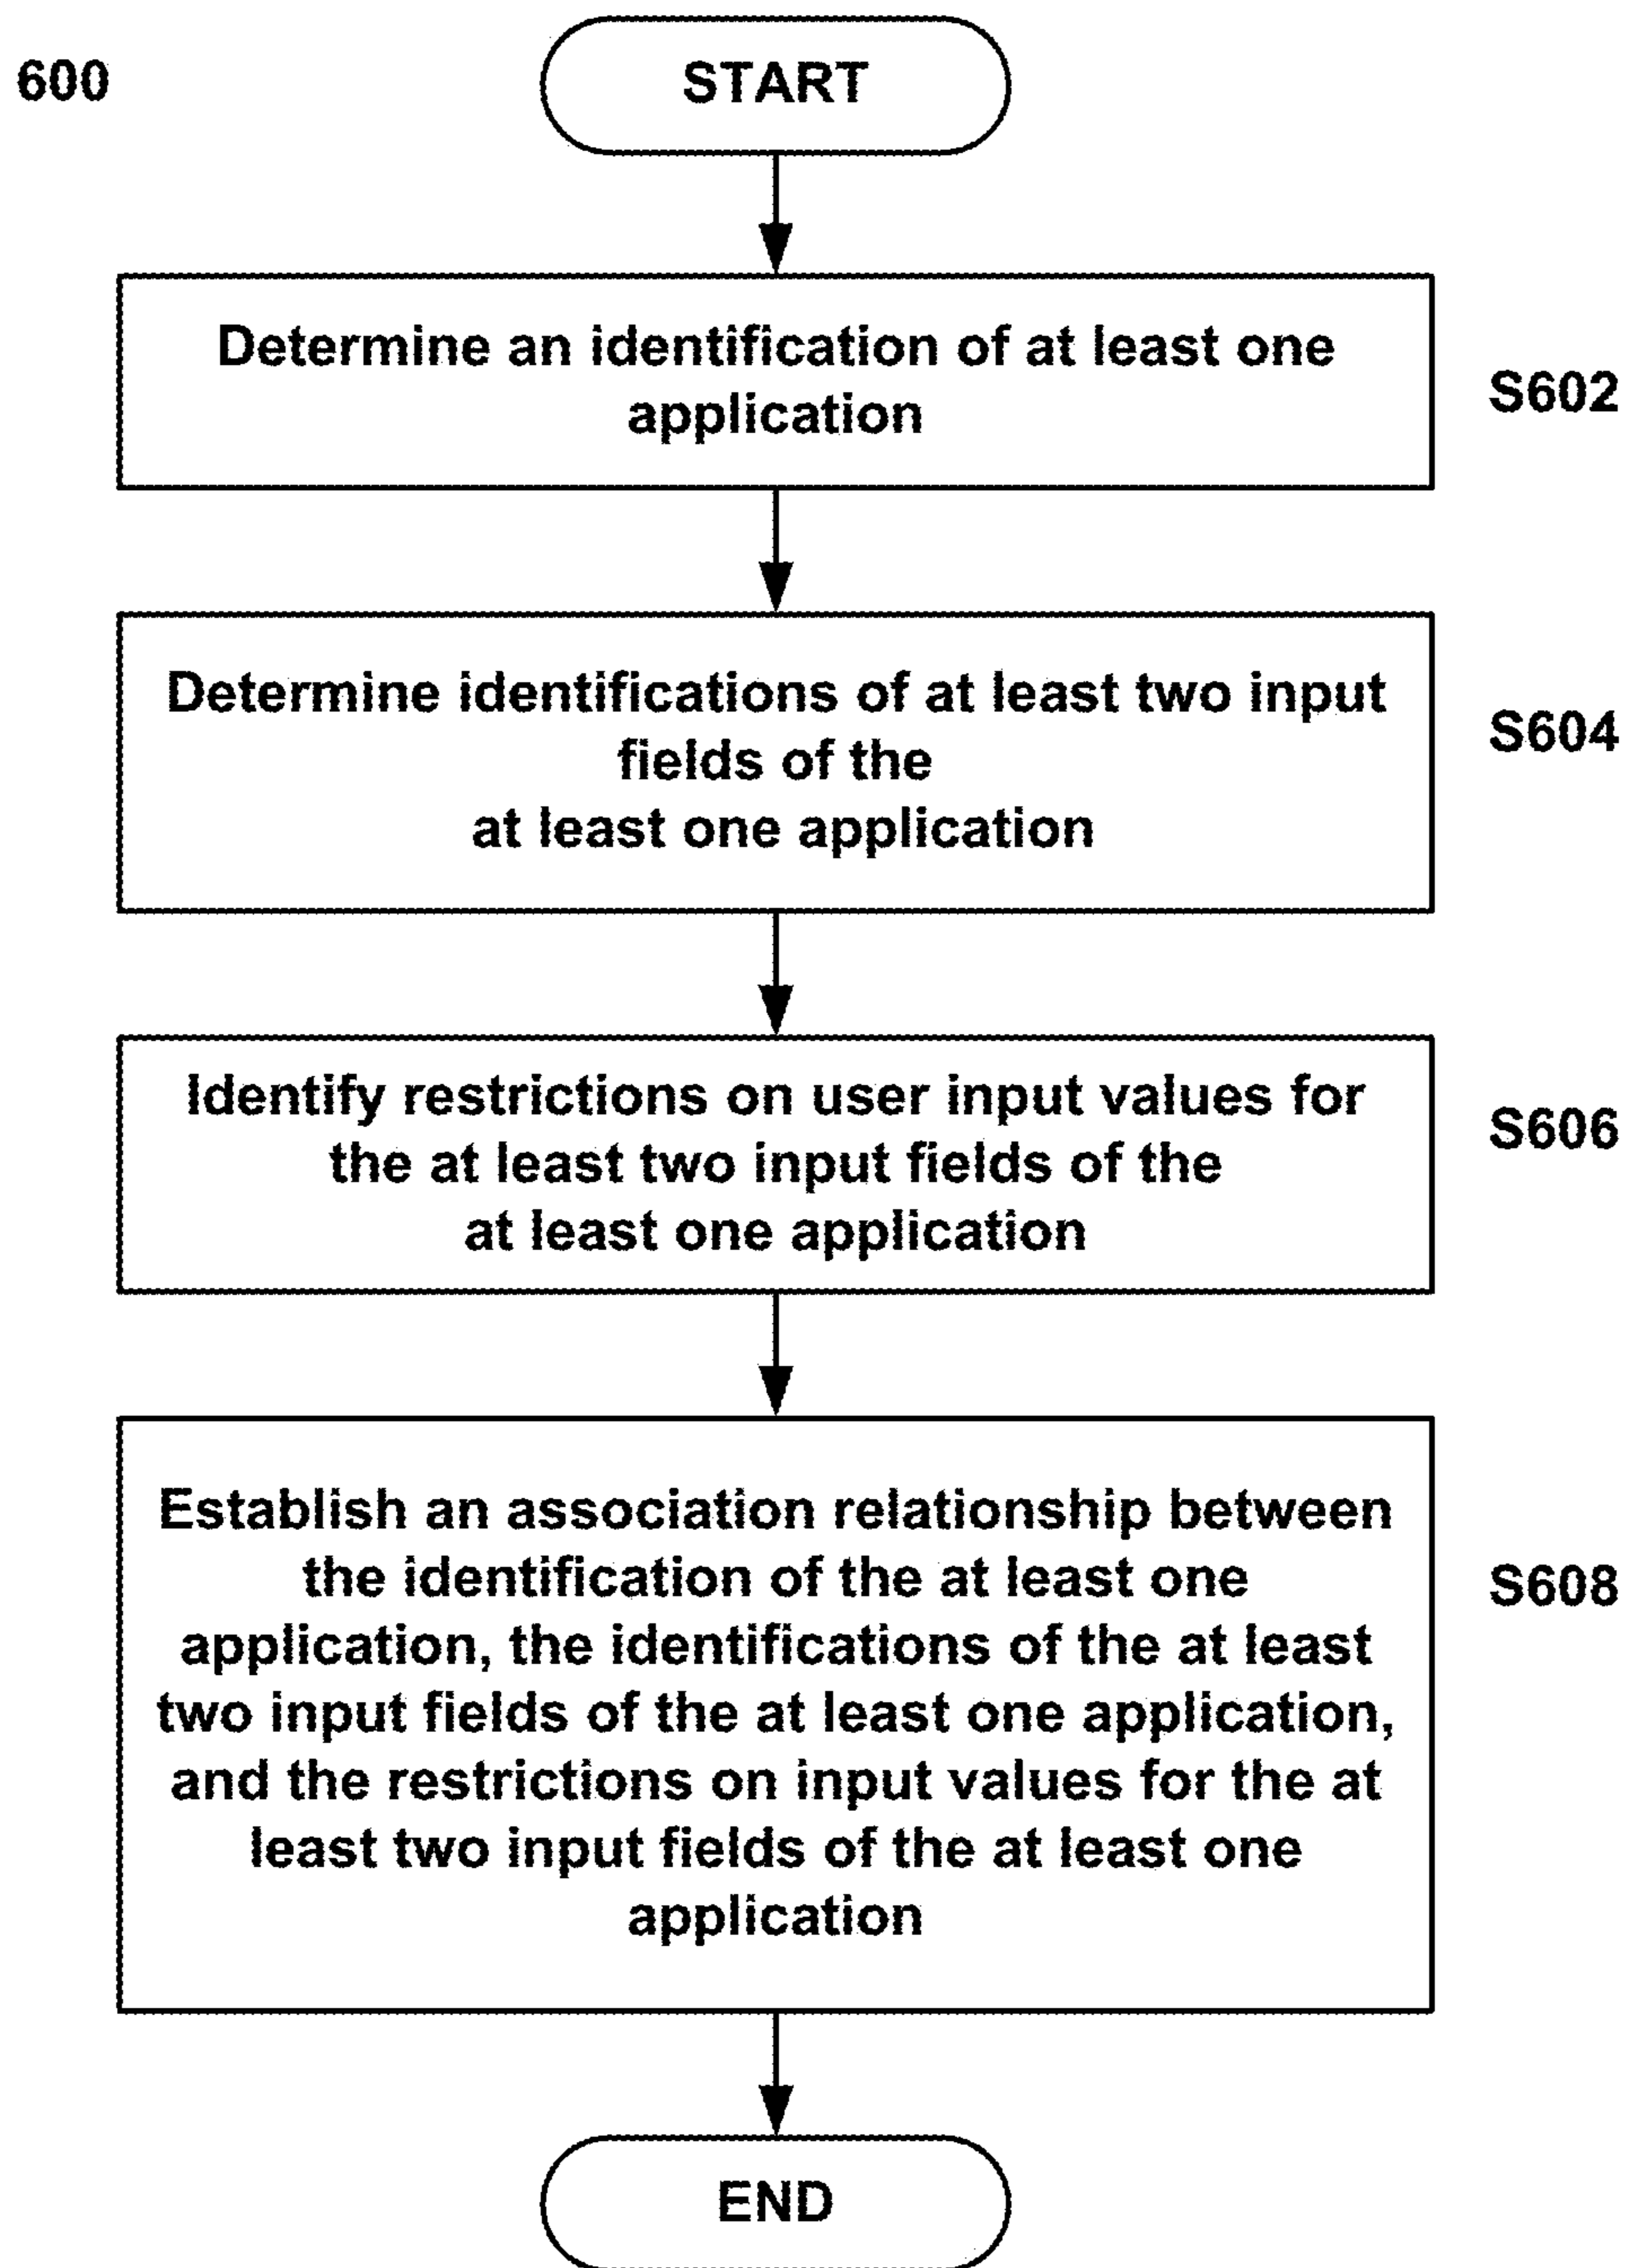 600
START
Determine an identification of at least one
application
S602
Determine identifications of at least two input
fields of the
at least one application
S604
Identify restrictions on user input values for
the at least two input fields of the
at least one application
S606
Establish an association relationship between
the identification of the at least one
application, the identifications of the at least
two input fields of the at least one application,
and the restrictions on input values for the at
least two input fields of the at least one
application
S608
END